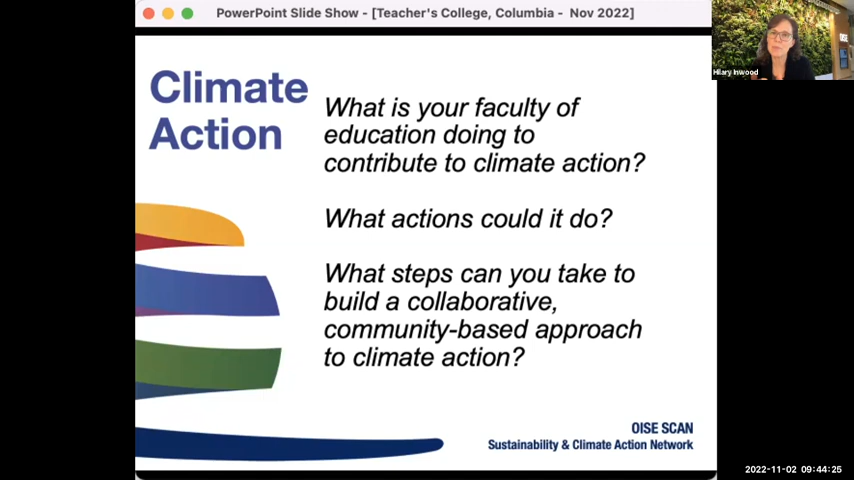 PowerPoint Slide Show - [Teacher's College, Columbia - Nov 2022]
Hilary Inwood
Climate
Action
What is your faculty of
education doing to
contribute to climate action?
What actions could it do?
What steps can you take to
build a collaborative,
community-based approach
to climate action?
OISE SCAN
Sustainability & Climate Action Network
2022-11-02 09:44:25